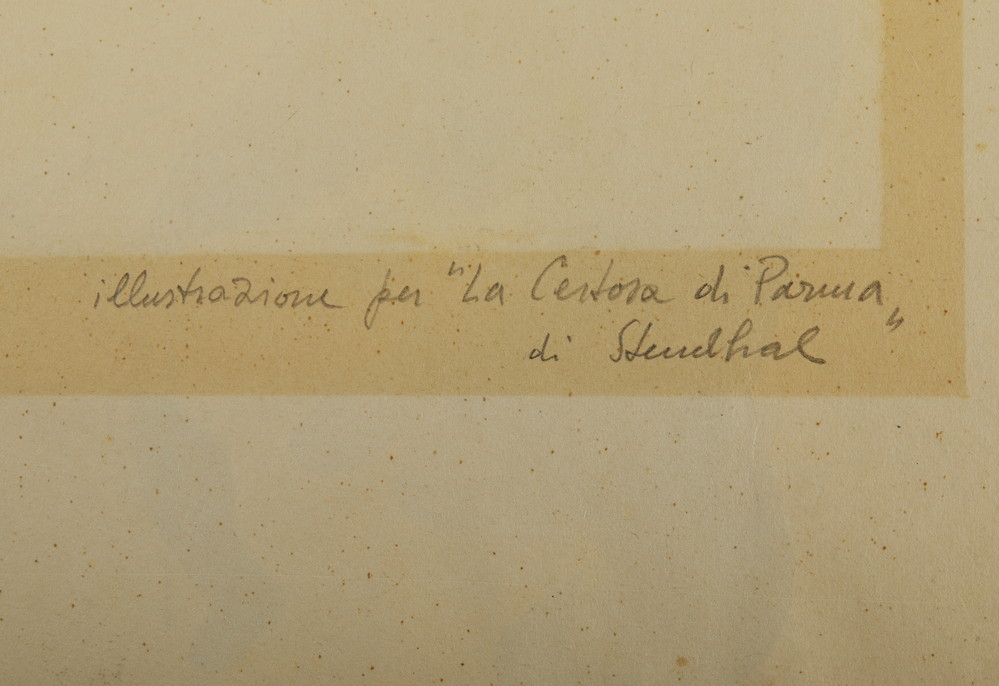 illustrazione per "La Certosa di Parma"
di Stendhal